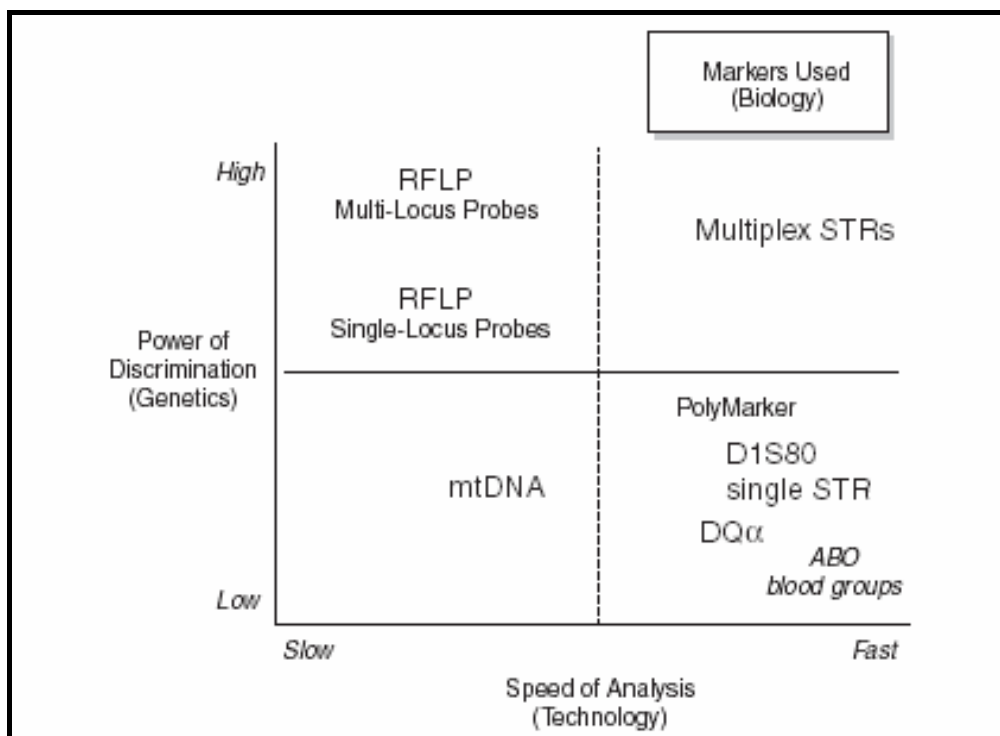 Markers Used
(Biology)
High
RFLP
Multi-Locus Probes
Multiplex STRs
RFLP
Single-Locus Probes
Power of
Discrimination
(Genetics)
PolyMarker
D1S80
mtDNA
single STR
DQα
ABO
blood groups
Low
Slow
Fast
Speed of Analysis
(Technology)